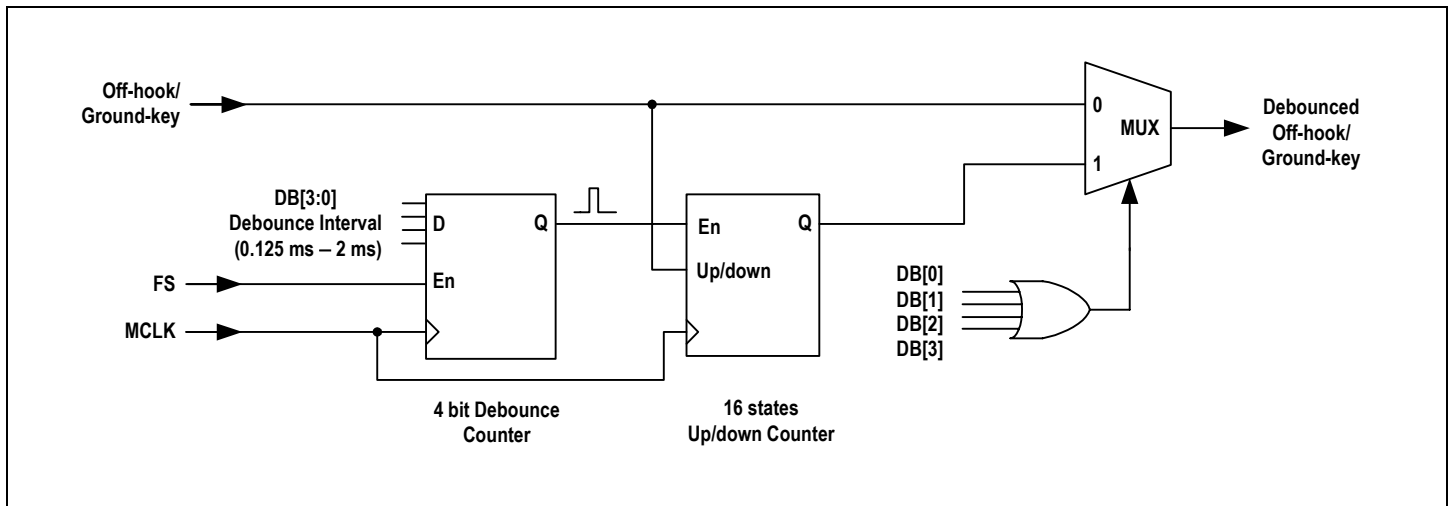 Off-hook/
Ground-key
0
MUX
1
Debounced
Off-hook/
Ground-key
DB[3:0]
Debounce Interval
(0.125 ms — 2 ms)
D
Q
En
FS
MCLK
En
Q
Up/down
DB[0]
DB[1]
DB[2]
DB[3]
4 bit Debounce
Counter
16 states
Up/down Counter